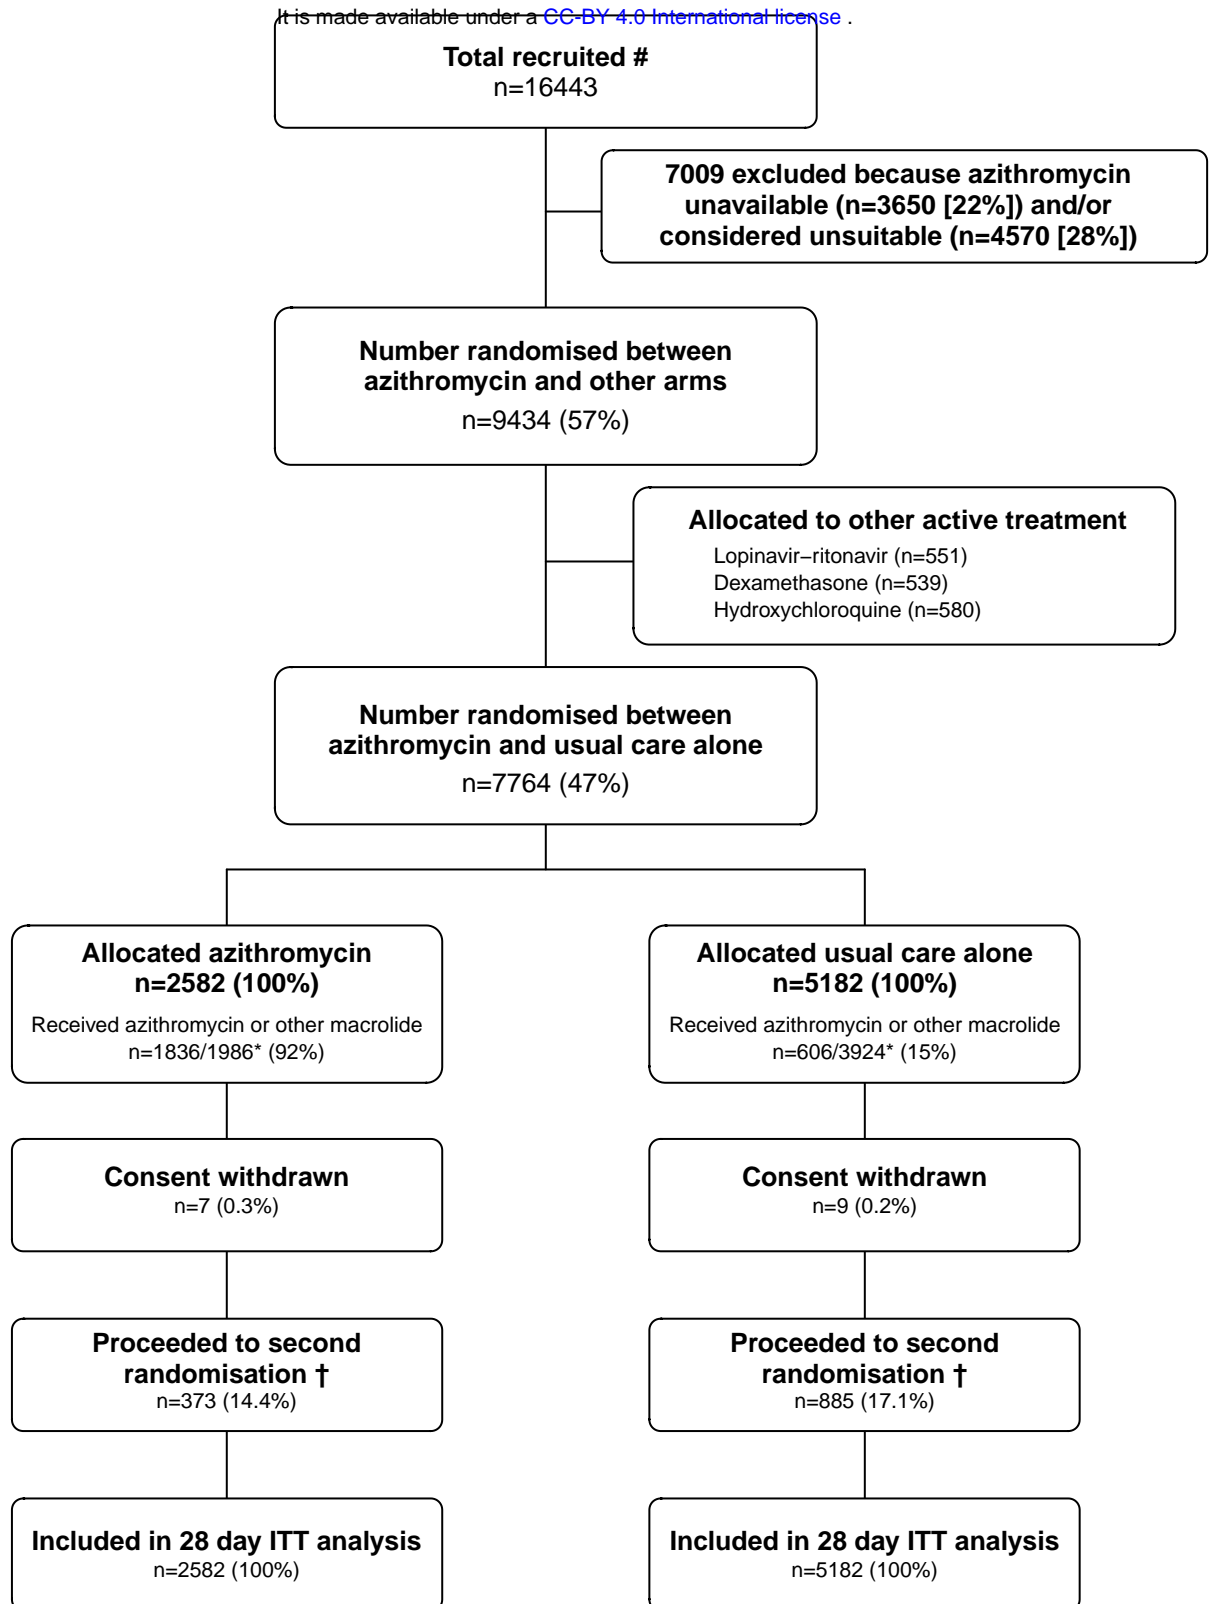 It is made available under a CC-BY 4.0 International license .
Total recruited #
n=16443
7009 excluded because azithromycin
unavailable (n=3650 [22%]) and/or
considered unsuitable (n=4570 [28%])
Number randomised between
azithromycin and other arms
n=9434 (57%)
Allocated to other active treatment
Lopinavir−ritonavir (n=551)
Dexamethasone (n=539)
Hydroxychloroquine (n=580)
Number randomised between
azithromycin and usual care alone
n=7764 (47%)
Allocated azithromycin
n=2582 (100%)
Received azithromycin or other macrolide
n=1836/1986* (92%)
Allocated usual care alone
n=5182 (100%)
Received azithromycin or other macrolide
n=606/3924* (15%)
Consent withdrawn
n=7 (0.3%)
Consent withdrawn
n=9 (0.2%)
Proceeded to second
randomisation †
n=373 (14.4%)
Proceeded to second
randomisation †
n=885 (17.1%)
Included in 28 day ITT analysis
n=2582 (100%)
Included in 28 day ITT analysis
n=5182 (100%)